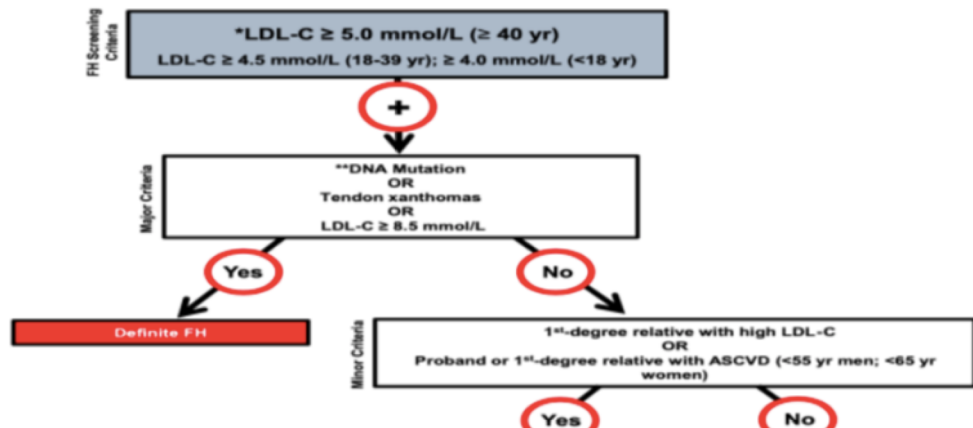 FH Screening
Criteria
*LDL-C ≥ 5.0 mmol/L (≥ 40 yr)
LDL-C ≥ 4.5 mmol/L (18-39 yr); ≥ 4.0 mmol/L (<18 yr)
+
Major Criteria
**DNA Mutation
OR
Tendon xanthomas
OR
LDL-C ≥ 8.5 mmol/L
Yes
No
Definite FH
Minor Criteria
1st-degree relative with high LDL-C
OR
Proband or 1st-degree relative with ASCVD (<55 yr men; <65 yr
women)
Yes
No